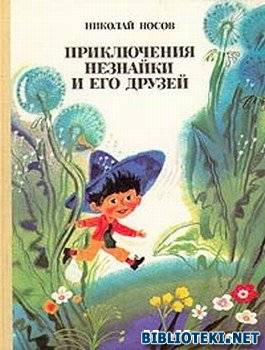 НИКОЛАЙ НОСОВ
ПРИКЛЮЧЕНИЯ
НЕЗНАЙКИ
И ЕГО ДРУЗЕЙ
BIBLIOTEKI.NET